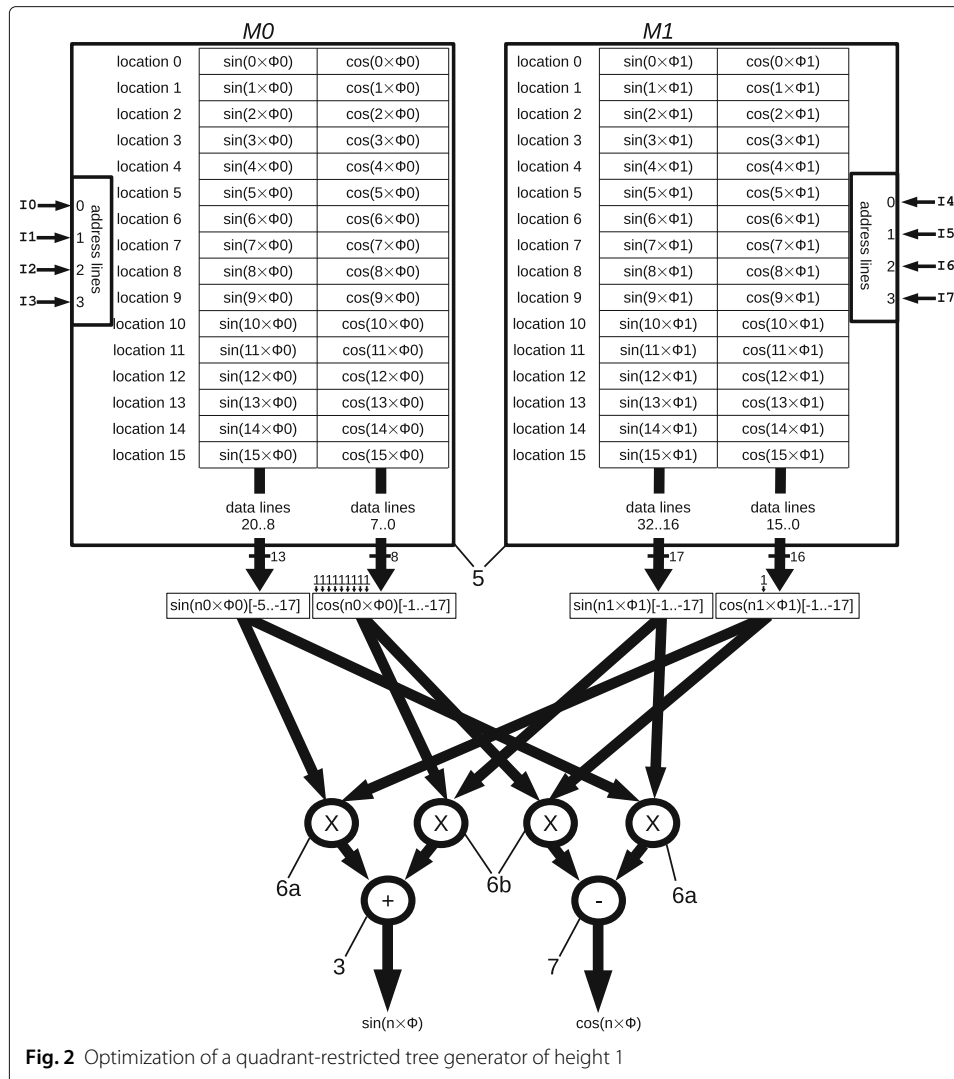 M0 M1
location 0 sin(0×Φ0) cos(0×Φ0) location 0 sin(0×Φ1) cos(0×Φ1)
location 1 sin(1×Φ0) cos(1×Φ0) location 1 sin(1×Φ1) cos(1×Φ1)
location 2 sin(2×Φ0) cos(2×Φ0) location 2 sin(2×Φ1) cos(2×Φ1)
location 3 sin(3×Φ0) cos(3×Φ0) location 3 sin(3×Φ1) cos(3×Φ1)
location 4 sin(4×Φ0) cos(4×Φ0) location 4 sin(4×Φ1) cos(4×Φ1)
location 5 sin(5×Φ0) cos(5×Φ0) location 5 sin(5×Φ1) cos(5×Φ1)
location 6 sin(6×Φ0) cos(6×Φ0) location 6 sin(6×Φ1) cos(6×Φ1)
location 7 sin(7×Φ0) cos(7×Φ0) location 7 sin(7×Φ1) cos(7×Φ1)
location 8 sin(8×Φ0) cos(8×Φ0) location 8 sin(8×Φ1) cos(8×Φ1)
location 9 sin(9×Φ0) cos(9×Φ0) location 9 sin(9×Φ1) cos(9×Φ1)
location 10 sin(10×Φ0) cos(10×Φ0) location 10 sin(10×Φ1) cos(10×Φ1)
location 11 sin(11×Φ0) cos(11×Φ0) location 11 sin(11×Φ1) cos(11×Φ1)
location 12 sin(12×Φ0) cos(12×Φ0) location 12 sin(12×Φ1) cos(12×Φ1)
location 13 sin(13×Φ0) cos(13×Φ0) location 13 sin(13×Φ1) cos(13×Φ1)
location 14 sin(14×Φ0) cos(14×Φ0) location 14 sin(14×Φ1) cos(14×Φ1)
location 15 sin(15×Φ0) cos(15×Φ0) location 15 sin(15×Φ1) cos(15×Φ1)
I0 0 0 I4
I1 1 1 I5
I2 2 2 I6
I3 3 3 I7
address lines address lines
data lines data lines data lines data lines
20..8 7..0 32..16 15..0
13 8 17 16
5
111111111 1
sin(n0×Φ0)[-5..-17] cos(n0×Φ0)[-1..-17] sin(n1×Φ1)[-1..-17] cos(n1×Φ1)[-1..-17]
X X X X
6a 6b 6a
+ -
3 7
sin(n×Φ) cos(n×Φ)
Fig. 2 Optimization of a quadrant-restricted tree generator of height 1